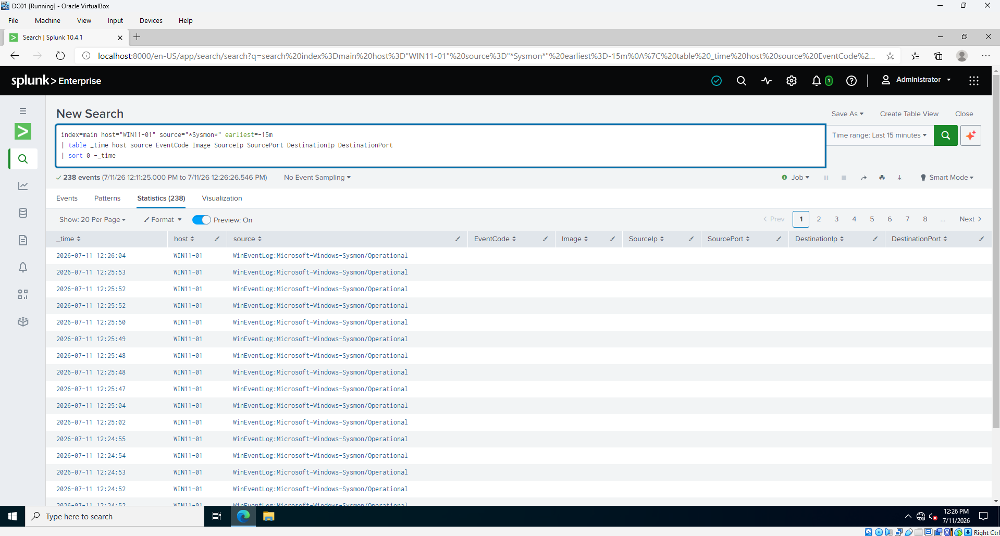 DC01 [Running] - Oracle VirtualBox
File Machine View Input Devices Help
Search | Splunk 10.4.1
localhost:8000/en-US/app/search/search?q=search%20index%3Dmain%20host%3D"WIN11-01"%20source%3D"*Sysmon*"%20earliest%3D-15m%0A%7C%20table%20_time%20host%20source%20EventCode%2...
splunk>Enterprise
1
Administrator
New Search
Save As Create Table View Close
index=main host="WIN11-01" source="*Sysmon*" earliest=-15m
| table _time host source EventCode Image SourceIp SourcePort DestinationIp DestinationPort
| sort 0 -_time
Time range: Last 15 minutes
238 events (7/11/26 12:11:25.000 PM to 7/11/26 12:26:26.546 PM) No Event Sampling
Job Smart Mode
Events Patterns Statistics (238) Visualization
Show: 20 Per Page Format Preview: On
Prev 1 2 3 4 5 6 7 8 ... Next
_time host source EventCode Image SourceIp SourcePort DestinationIp DestinationPort
2026-07-11 12:26:04 WIN11-01 WinEventLog:Microsoft-Windows-Sysmon/Operational
2026-07-11 12:25:53 WIN11-01 WinEventLog:Microsoft-Windows-Sysmon/Operational
2026-07-11 12:25:52 WIN11-01 WinEventLog:Microsoft-Windows-Sysmon/Operational
2026-07-11 12:25:52 WIN11-01 WinEventLog:Microsoft-Windows-Sysmon/Operational
2026-07-11 12:25:50 WIN11-01 WinEventLog:Microsoft-Windows-Sysmon/Operational
2026-07-11 12:25:49 WIN11-01 WinEventLog:Microsoft-Windows-Sysmon/Operational
2026-07-11 12:25:48 WIN11-01 WinEventLog:Microsoft-Windows-Sysmon/Operational
2026-07-11 12:25:48 WIN11-01 WinEventLog:Microsoft-Windows-Sysmon/Operational
2026-07-11 12:25:47 WIN11-01 WinEventLog:Microsoft-Windows-Sysmon/Operational
2026-07-11 12:25:04 WIN11-01 WinEventLog:Microsoft-Windows-Sysmon/Operational
2026-07-11 12:25:02 WIN11-01 WinEventLog:Microsoft-Windows-Sysmon/Operational
2026-07-11 12:24:55 WIN11-01 WinEventLog:Microsoft-Windows-Sysmon/Operational
2026-07-11 12:24:54 WIN11-01 WinEventLog:Microsoft-Windows-Sysmon/Operational
2026-07-11 12:24:53 WIN11-01 WinEventLog:Microsoft-Windows-Sysmon/Operational
2026-07-11 12:24:52 WIN11-01 WinEventLog:Microsoft-Windows-Sysmon/Operational
2026-07-11 12:24:52 WIN11-01 WinEventLog:Microsoft-Windows-Sysmon/Operational
Type here to search
12:26 PM
7/11/2026
Right Ctrl